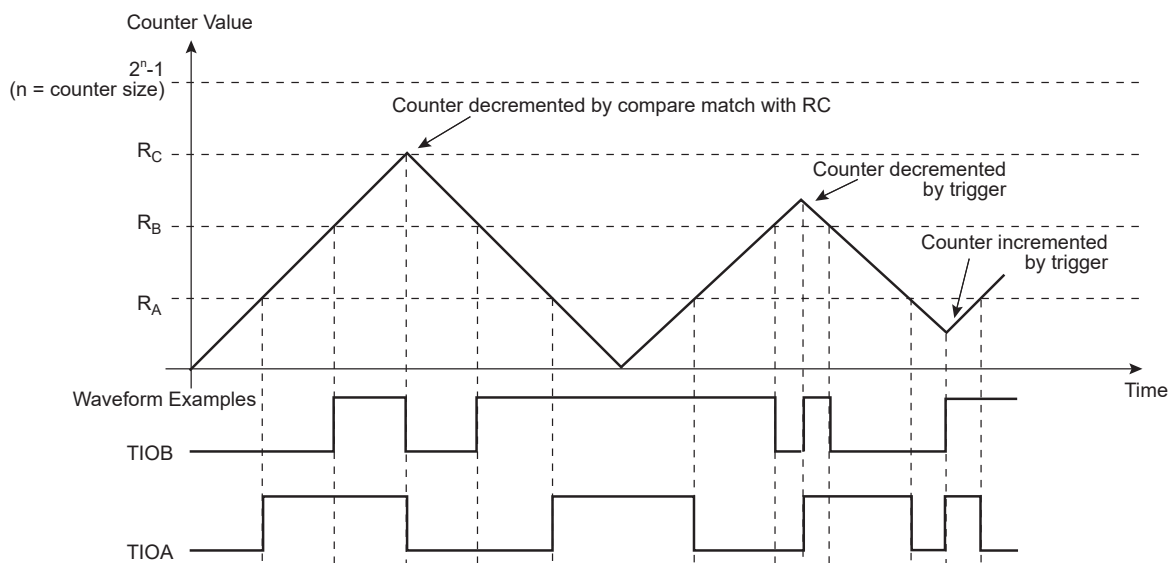 Counter Value
2ⁿ-1
(n = counter size)
Counter decremented by compare match with RC
R_C
Counter decremented
by trigger
R_B
Counter incremented
by trigger
R_A
Time
Waveform Examples
TIOB
TIOA